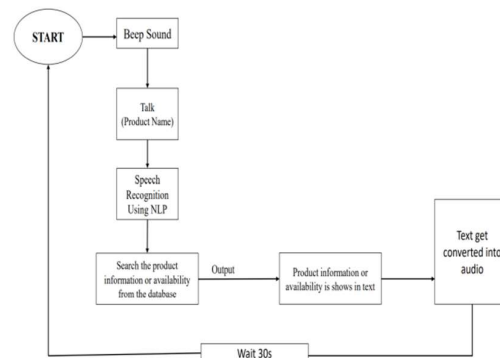 START
Beep Sound
Talk
(Product Name)
Speech
Recognition
Using NLP
Search the product
information or availability
from the database
Output
Product information or
availability is shows in text
Text get
converted into
audio
Wait 30s